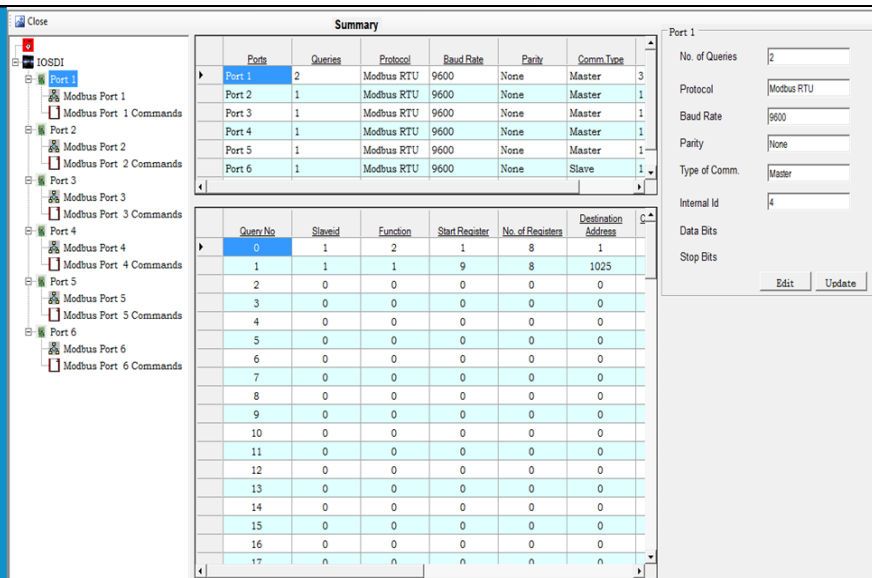 Close
Summary
IOSDI
Port 1
Modbus Port 1
Modbus Port 1 Commands
Port 2
Modbus Port 2
Modbus Port 2 Commands
Port 3
Modbus Port 3
Modbus Port 3 Commands
Port 4
Modbus Port 4
Modbus Port 4 Commands
Port 5
Modbus Port 5
Modbus Port 5 Commands
Port 6
Modbus Port 6
Modbus Port 6 Commands
Ports Queries Protocol Baud Rate Parity Comm.Type
Port 1 2 Modbus RTU 9600 None Master 3
Port 2 1 Modbus RTU 9600 None Master 1
Port 3 1 Modbus RTU 9600 None Master 1
Port 4 1 Modbus RTU 9600 None Master 1
Port 5 1 Modbus RTU 9600 None Master 1
Port 6 1 Modbus RTU 9600 None Slave 1
Query No Slaveid Function Start Register No. of Registers Destination Address
0 1 2 1 8 1
1 1 1 9 8 1025
2 0 0 0 0 0
3 0 0 0 0 0
4 0 0 0 0 0
5 0 0 0 0 0
6 0 0 0 0 0
7 0 0 0 0 0
8 0 0 0 0 0
9 0 0 0 0 0
10 0 0 0 0 0
11 0 0 0 0 0
12 0 0 0 0 0
13 0 0 0 0 0
14 0 0 0 0 0
15 0 0 0 0 0
16 0 0 0 0 0
17 0 0 0 0 0
Port 1
No. of Queries 2
Protocol Modbus RTU
Baud Rate 9600
Parity None
Type of Comm. Master
Internal Id 4
Data Bits
Stop Bits
Edit Update